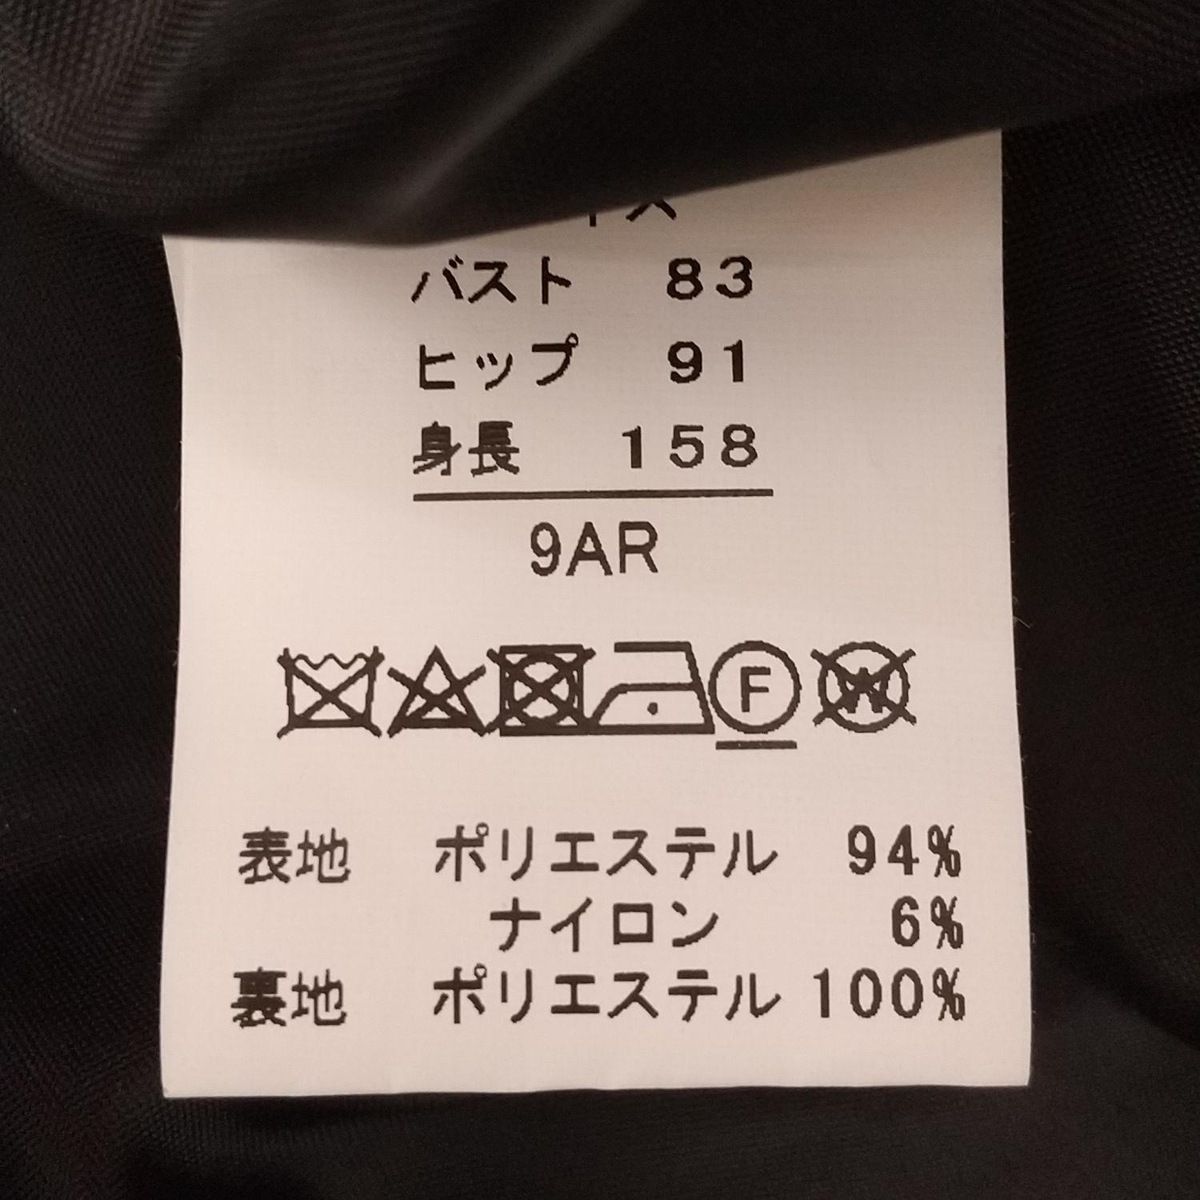 バスト 83
ヒップ 91
身長 158
9AR
F
W
表地 ポリエステル 94%
ナイロン 6%
裏地 ポリエステル 100%